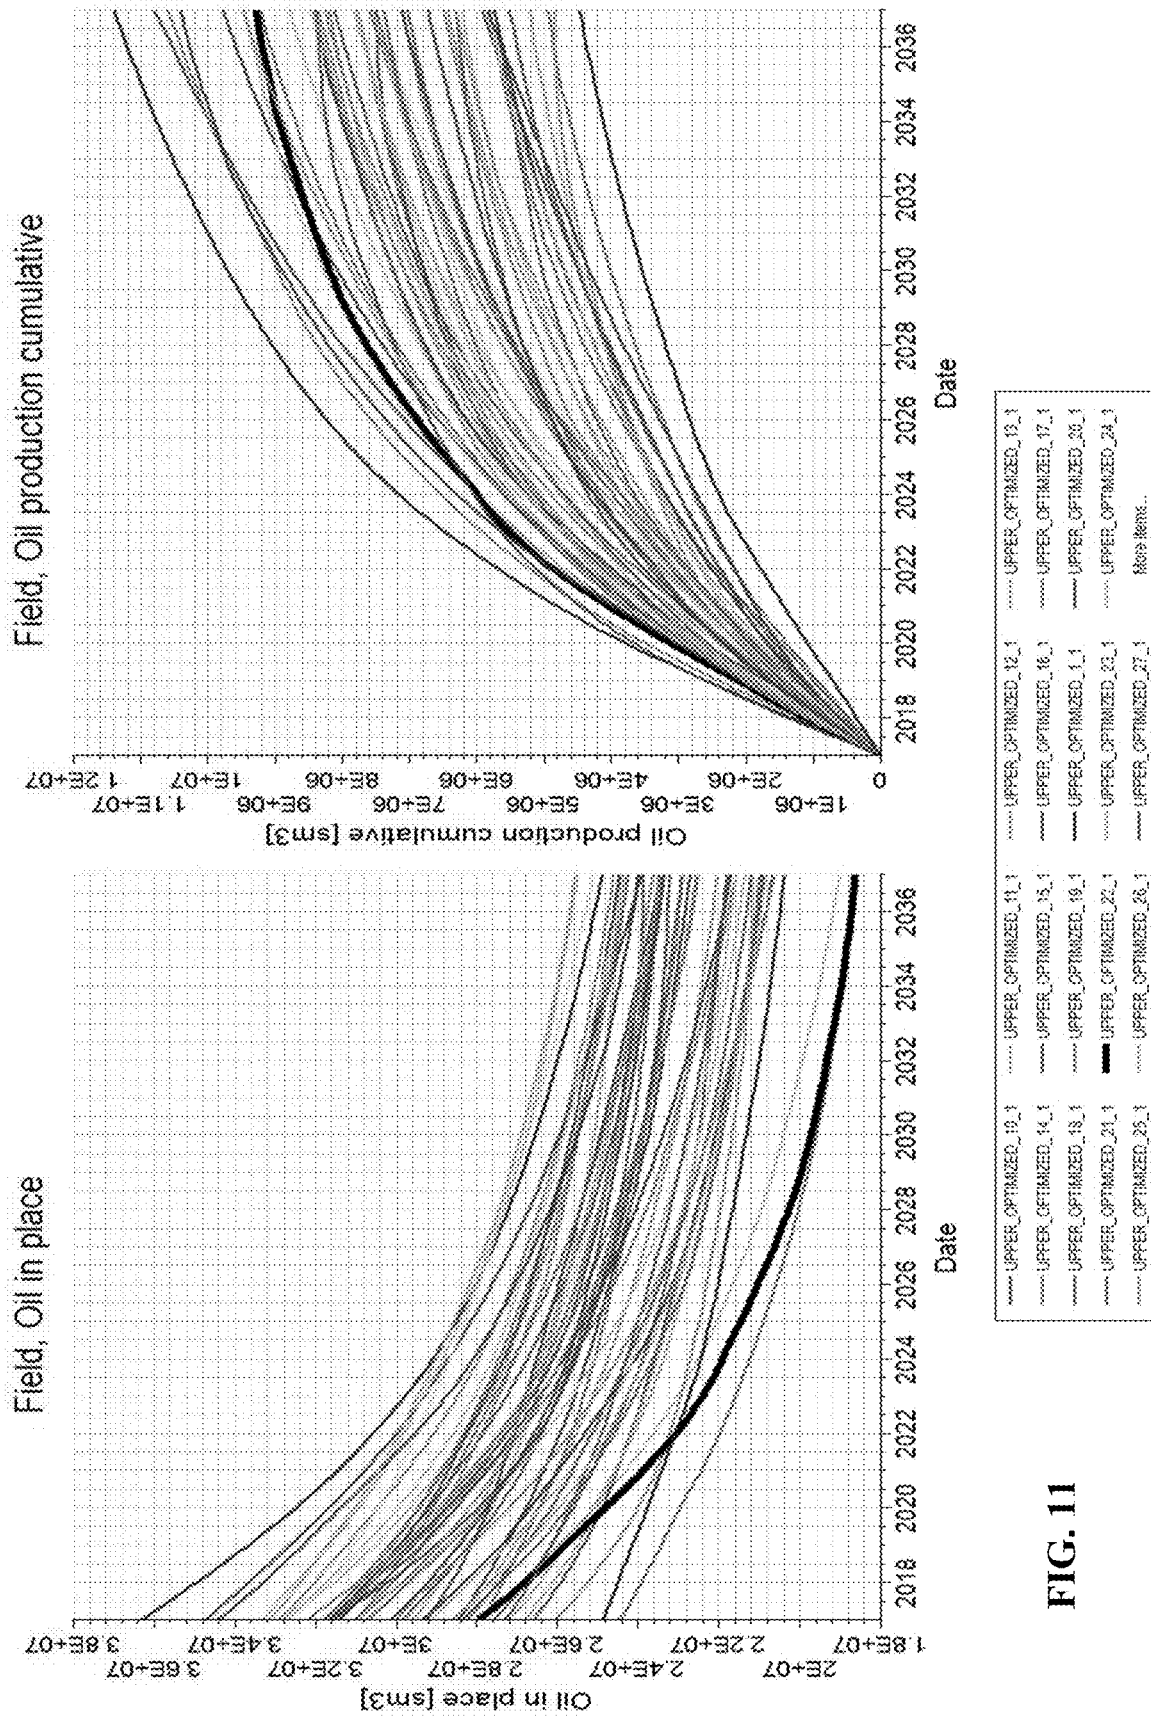 Field, Oil in place
Oil in place [sm3]
3.8E+07
3.6E+07
3.4E+07
3.2E+07
3E+07
2.8E+07
2.6E+07
2.4E+07
2.2E+07
2E+07
1.8E+07
2018 2020 2022 2024 2026 2028 2030 2032 2034 2036
Date
Field, Oil production cumulative
Oil production cumulative [sm3]
1.2E+07
1.1E+07
1E+07
9E+06
8E+06
7E+06
6E+06
5E+06
4E+06
3E+06
2E+06
1E+06
0
2018 2020 2022 2024 2026 2028 2030 2032 2034 2036
Date
UPPER_OPTIMIZED_10_1 UPPER_OPTIMIZED_11_1 UPPER_OPTIMIZED_12_1 UPPER_OPTIMIZED_13_1
UPPER_OPTIMIZED_14_1 UPPER_OPTIMIZED_15_1 UPPER_OPTIMIZED_16_1 UPPER_OPTIMIZED_17_1
UPPER_OPTIMIZED_18_1 UPPER_OPTIMIZED_19_1 UPPER_OPTIMIZED_1_1 UPPER_OPTIMIZED_20_1
UPPER_OPTIMIZED_21_1 UPPER_OPTIMIZED_22_1 UPPER_OPTIMIZED_23_1 UPPER_OPTIMIZED_24_1
UPPER_OPTIMIZED_25_1 UPPER_OPTIMIZED_26_1 UPPER_OPTIMIZED_27_1 More items...
FIG. 11